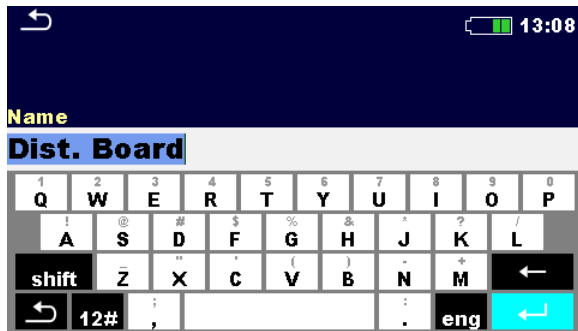 13:08
Name
Dist. Board
1 2 3 4 5 6 7 8 9 0
Q W E R T Y U I O P
! @ # $ % & * ? /
A S D F G H J K L
_ " ' ( ) - +
shift Z X C V B N M ←
; :
12# , . eng